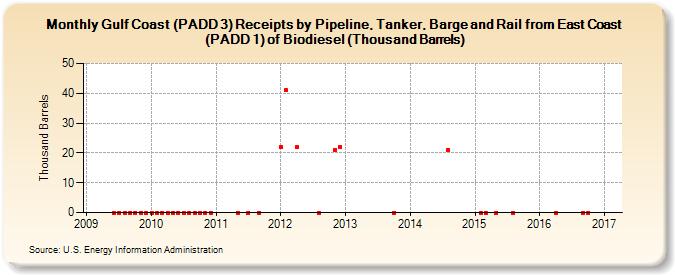 Monthly Gulf Coast (PADD 3) Receipts by Pipeline, Tanker, Barge and Rail from East Coast
(PADD 1) of Biodiesel (Thousand Barrels)
Thousand Barrels
50
40
30
20
10
0
2009 2010 2011 2012 2013 2014 2015 2016 2017
Source: U.S. Energy Information Administration